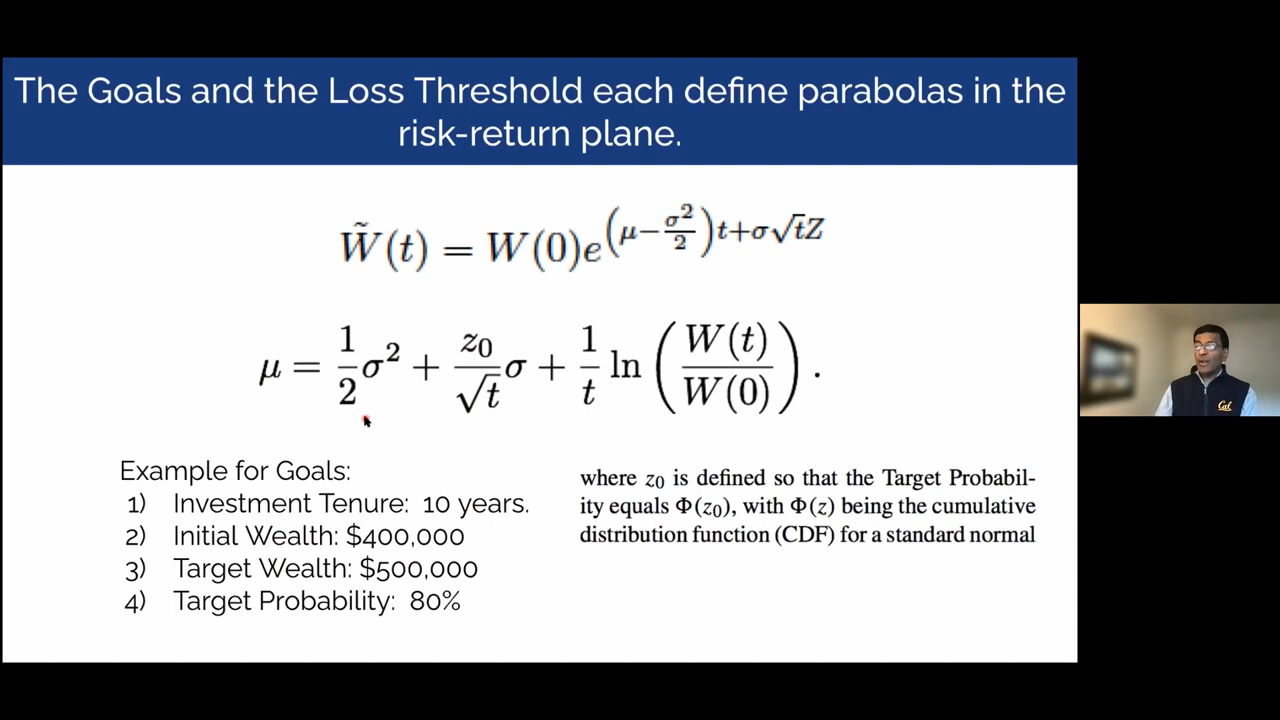 The Goals and the Loss Threshold each define parabolas in the
risk-return plane.
W̃(t) = W(0)e^{(μ−σ²/2)t+σ√tZ}
μ = 1/2 σ² + z₀/√t σ + 1/t ln(W(t)/W(0)).
Example for Goals:
1) Investment Tenure: 10 years.
2) Initial Wealth: $400,000
3) Target Wealth: $500,000
4) Target Probability: 80%
where z₀ is defined so that the Target Probabil-
ity equals Φ(z₀), with Φ(z) being the cumulative
distribution function (CDF) for a standard normal
Cal